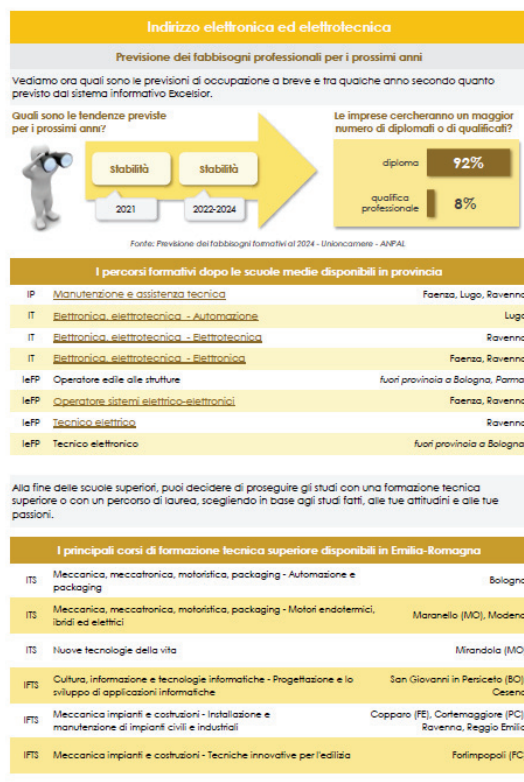 Indirizzo elettronica ed elettrotecnica
Previsione dei fabbisogni professionali per i prossimi anni
Vediamo ora quali sono le previsioni di occupazione a breve e tra qualche anno secondo quanto
previsto dal sistema informativo Excelsior.
Quali sono le tendenze previste
per i prossimi anni?
stabilità
stabilità
2021
2022-2024
Le imprese cercheranno un maggior
numero di diplomati o di qualificati?
diploma 92%
qualifica
professionale 8%
Fonte: Previsione dei fabbisogni formativi al 2024 - Unioncamere - ANPAL
I percorsi formativi dopo le scuole medie disponibili in provincia
IP Manutenzione e assistenza tecnica Faenza, Lugo, Ravenna
IT Elettronica, elettrotecnica - Automazione Lugo
IT Elettronica, elettrotecnica - Elettrotecnica Ravenna
IT Elettronica, elettrotecnica - Elettronica Faenza, Ravenna
IeFP Operatore edile alle strutture fuori provincia a Bologna, Parma
IeFP Operatore sistemi elettrico-elettronici Faenza, Ravenna
IeFP Tecnico elettrico Ravenna
IeFP Tecnico elettronico fuori provincia a Bologna
Alla fine delle scuole superiori, puoi decidere di proseguire gli studi con una formazione tecnica
superiore o con un percorso di laurea, scegliendo in base agli studi fatti, alle tue attitudini e alle tue
passioni.
I principali corsi di formazione tecnica superiore disponibili in Emilia-Romagna
ITS Meccanica, meccatronica, motoristica, packaging - Automazione e
packaging Bologna
ITS Meccanica, meccatronica, motoristica, packaging - Motori endotermici,
ibridi ed elettrici Maranello (MO), Modena
ITS Nuove tecnologie della vita Mirandola (MO)
IFTS Cultura, informazione e tecnologie informatiche - Progettazione e lo
sviluppo di applicazioni informatiche
San Giovanni in Persiceto (BO)
Cesena
IFTS Meccanica impianti e costruzioni - Installazione e
manutenzione di impianti civili e industriali
Copparo (FE), Cortemaggiore (PC)
Ravenna, Reggio Emilia
IFTS Meccanica impianti e costruzioni - Tecniche innovative per l'edilizia Forlimpopoli (FC)